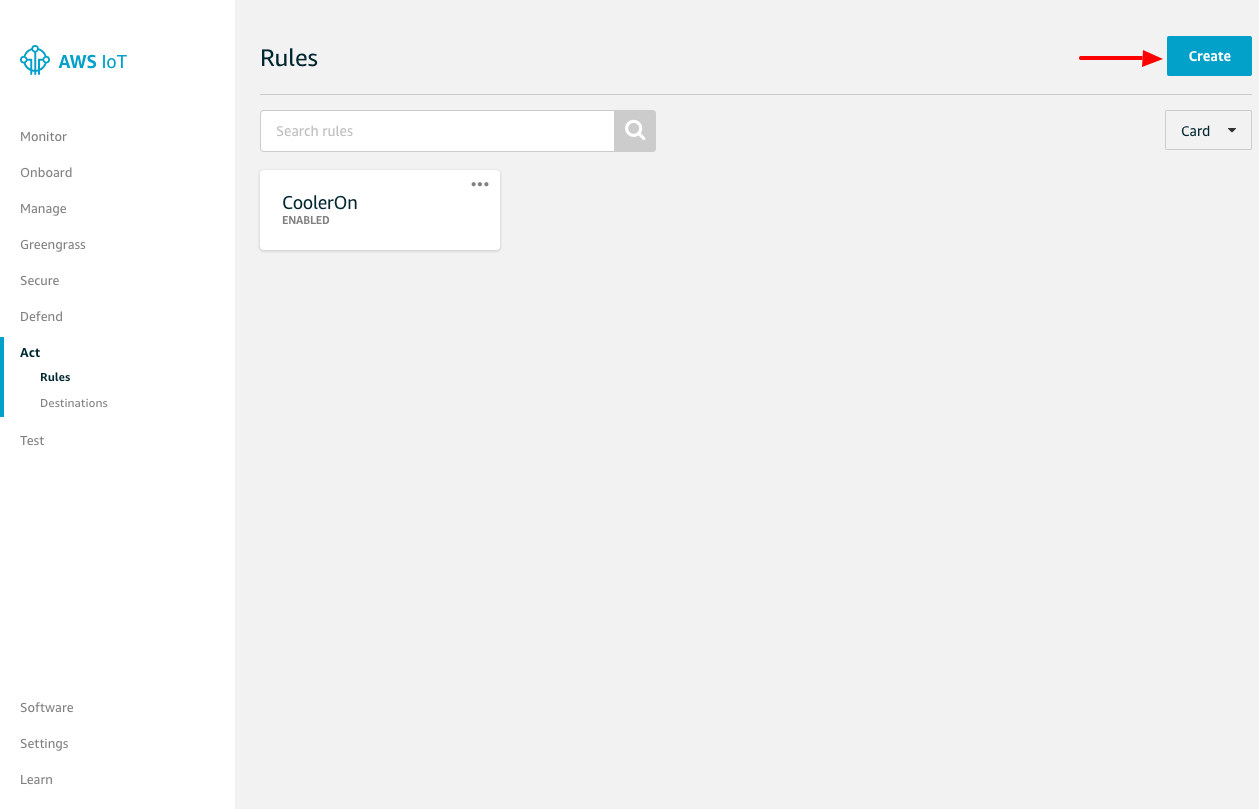 AWS IoT
Monitor
Onboard
Manage
Greengrass
Secure
Defend
Act
Rules
Destinations
Test
Software
Settings
Learn
Rules
Create
Search rules
Card
CoolerOn
ENABLED